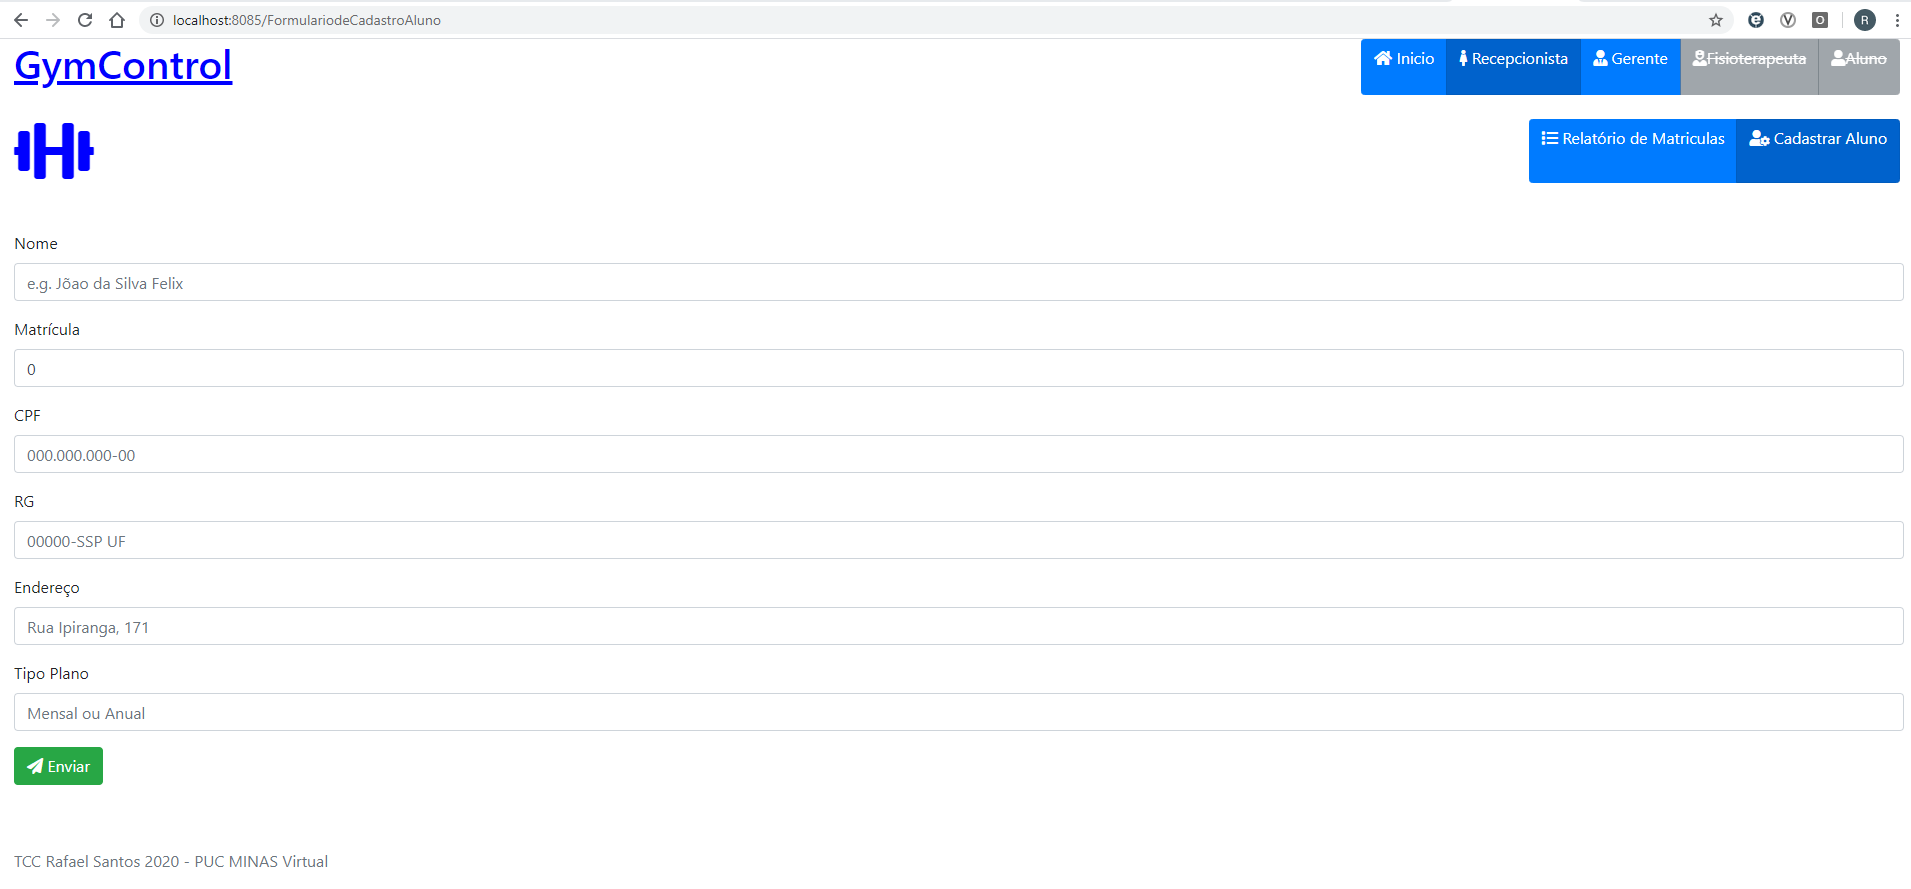 localhost:8085/FormulariodeCadastroAluno
R
GymControl
Inicio Recepcionista Gerente Fisioterapeuta Aluno
Relatório de Matriculas Cadastrar Aluno
Nome
e.g. Jõao da Silva Felix
Matrícula
0
CPF
000.000.000-00
RG
00000-SSP UF
Endereço
Rua Ipiranga, 171
Tipo Plano
Mensal ou Anual
Enviar
TCC Rafael Santos 2020 - PUC MINAS Virtual